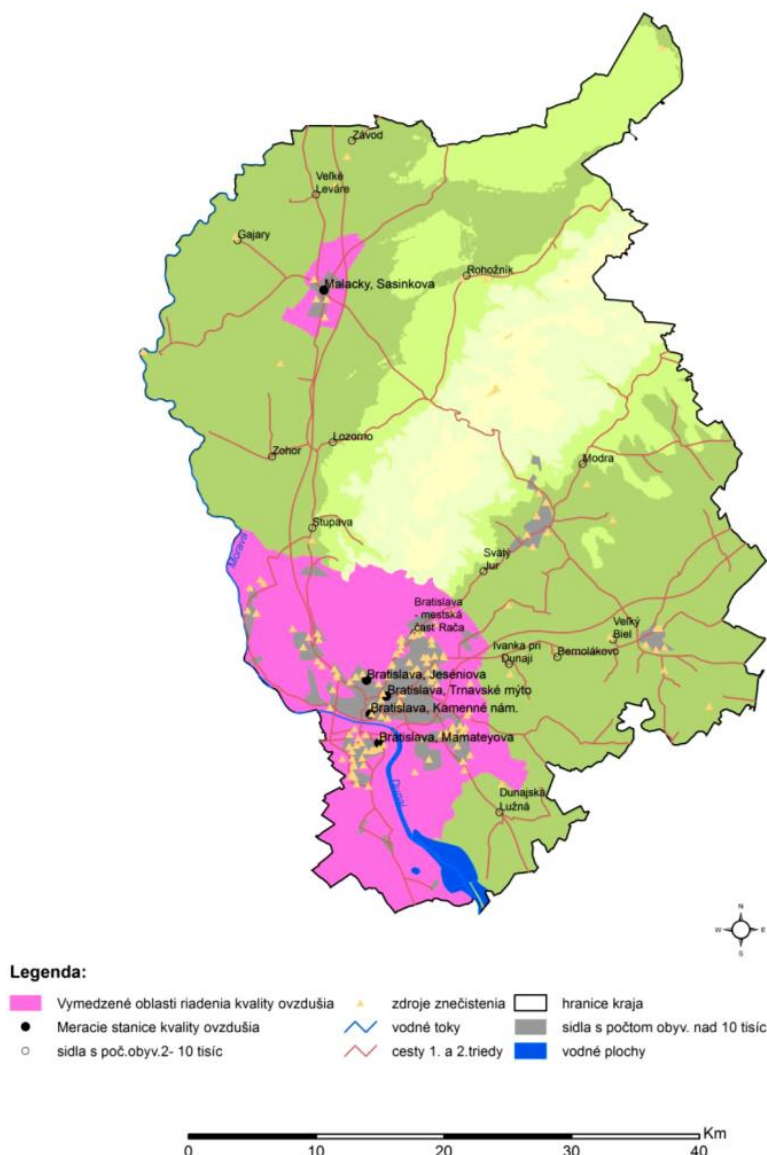 Závod
Veľké
Leváre
Gajary
Malacky, Sasinkova
Rohožník
Lozorno
Zohor
Modra
Stupava
Morava
Svätý
Jur
Bratislava
- mestská
časť Rača
Veľký
Biel
Ivanka pri
Dunaji
Bernolákovo
Bratislava, Jeséniova
Bratislava, Trnavské mýto
Bratislava, Kamenné nám.
Bratislava, Mamateyova
Dunaj
Dunajská
Lužná
N
W E
S
Legenda:
Vymedzené oblasti riadenia kvality ovzdušia zdroje znečistenia hranice kraja
Meracie stanice kvality ovzdušia vodné toky sidla s počtom obyv. nad 10 tisíc
sidla s poč.obyv.2- 10 tisíc cesty 1. a 2.triedy vodné plochy
Km
0 10 20 30 40